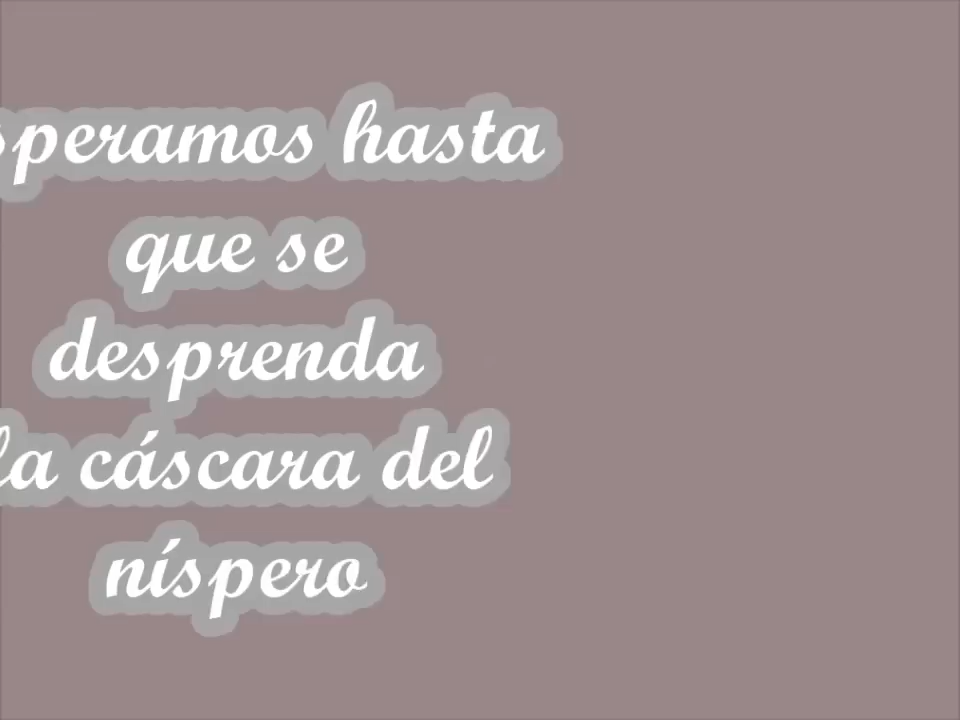 speramos hasta
que se
desprenda
la cáscara del
níspero